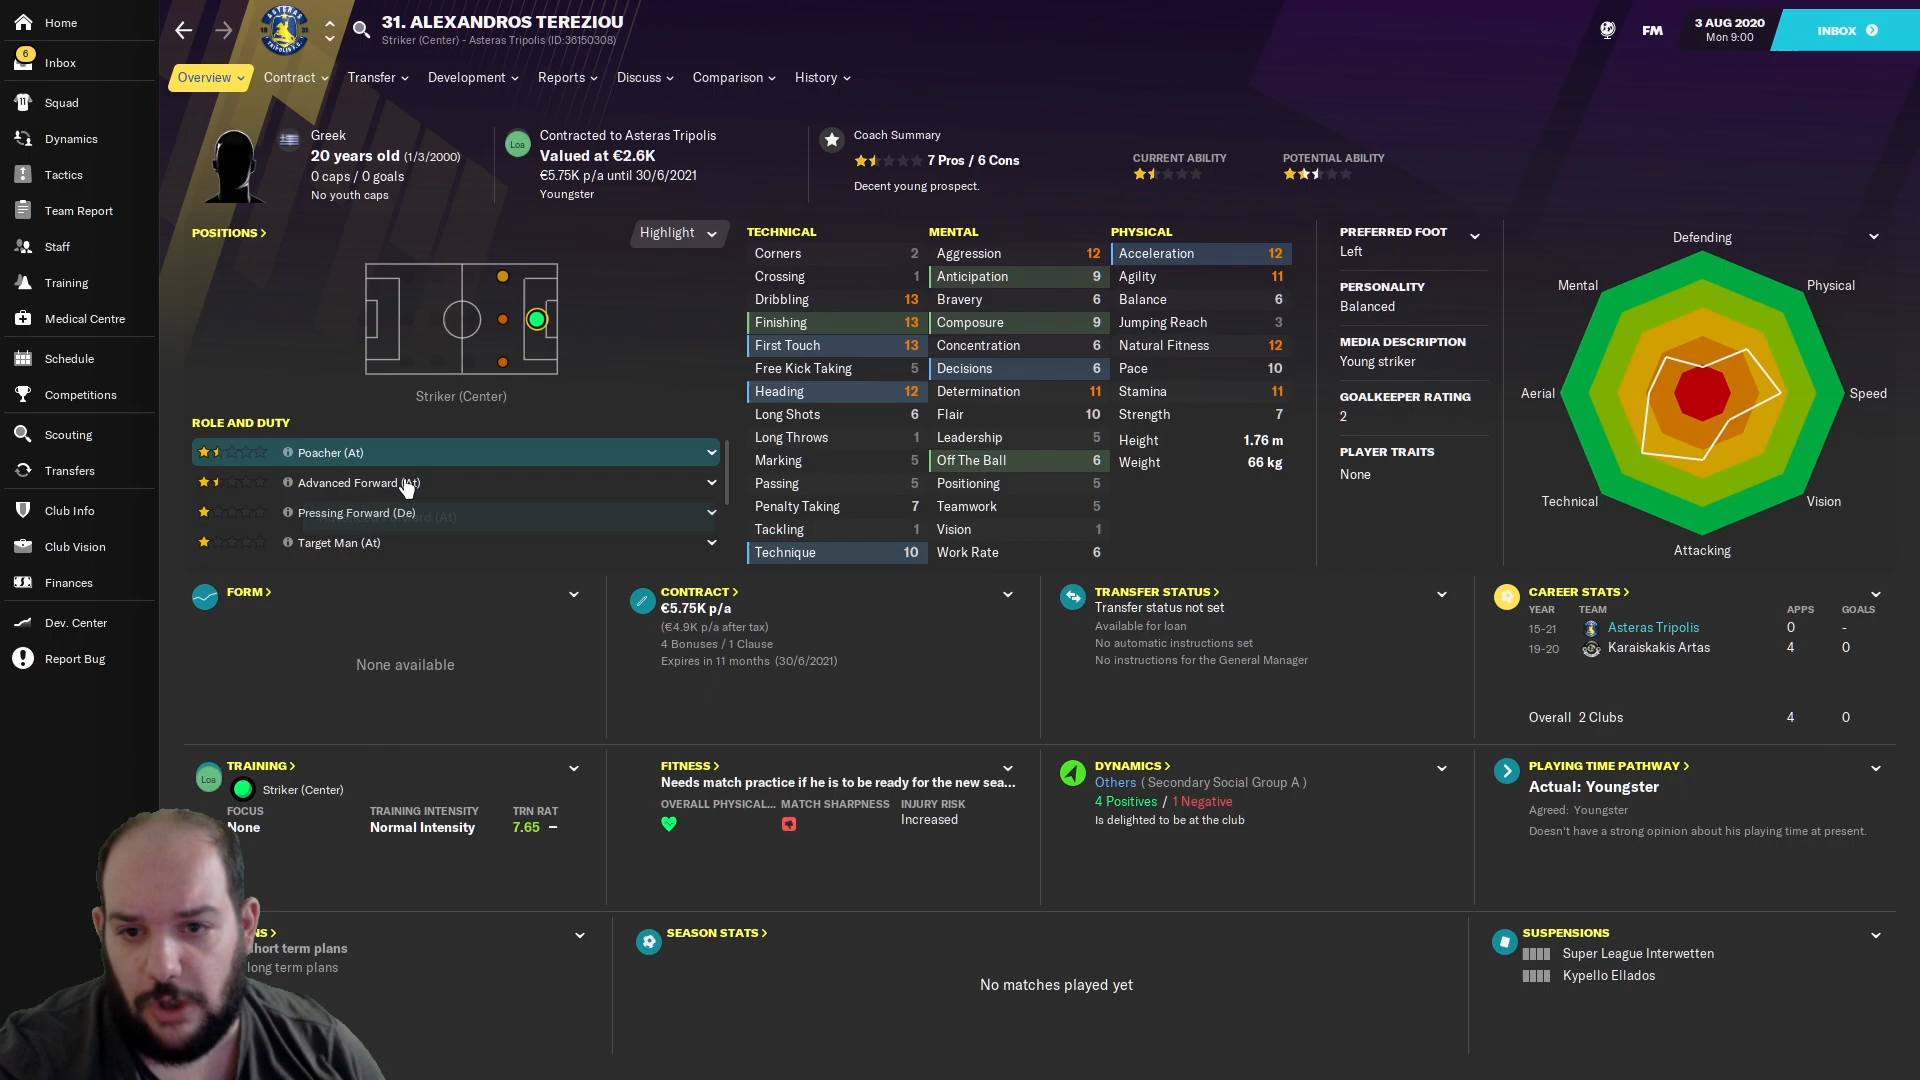 Home
6
Inbox
Squad
Dynamics
Tactics
Team Report
Staff
Training
Medical Centre
Schedule
Competitions
Scouting
Transfers
Club Info
Club Vision
Finances
Dev. Center
Report Bug
31. ALEXANDROS TEREZIOU
Striker (Center) - Asteras Tripolis (ID:36150308)
FM
3 AUG 2020
Mon 9:00
INBOX
Overview Contract Transfer Development Reports Discuss Comparison History
Greek
20 years old (1/3/2000)
0 caps / 0 goals
No youth caps
Loa
Contracted to Asteras Tripolis
Valued at €2.6K
€5.75K p/a until 30/6/2021
Youngster
Coach Summary
7 Pros / 6 Cons
Decent young prospect.
CURRENT ABILITY
POTENTIAL ABILITY
POSITIONS >
Highlight
Striker (Center)
ROLE AND DUTY
Poacher (At)
Advanced Forward (At)
Pressing Forward (De)
Target Man (At)
TECHNICAL
Corners 2
Crossing 1
Dribbling 13
Finishing 13
First Touch 13
Free Kick Taking 5
Heading 12
Long Shots 6
Long Throws 1
Marking 5
Passing 5
Penalty Taking 7
Tackling 1
Technique 10
MENTAL
Aggression 12
Anticipation 9
Bravery 6
Composure 9
Concentration 6
Decisions 6
Determination 11
Flair 10
Leadership 5
Off The Ball 6
Positioning 5
Teamwork 5
Vision 1
Work Rate 6
PHYSICAL
Acceleration 12
Agility 11
Balance 6
Jumping Reach 3
Natural Fitness 12
Pace 10
Stamina 11
Strength 7
Height 1.76 m
Weight 66 kg
PREFERRED FOOT
Left
PERSONALITY
Balanced
MEDIA DESCRIPTION
Young striker
GOALKEEPER RATING
2
PLAYER TRAITS
None
Defending
Physical
Speed
Vision
Attacking
Technical
Aerial
Mental
FORM >
None available
CONTRACT >
€5.75K p/a
(€4.9K p/a after tax)
4 Bonuses / 1 Clause
Expires in 11 months (30/6/2021)
TRANSFER STATUS >
Transfer status not set
Available for loan
No automatic instructions set
No instructions for the General Manager
CAREER STATS >
YEAR TEAM APPS GOALS
15-21 Asteras Tripolis 0 -
19-20 Karaiskakis Artas 4 0
Overall 2 Clubs 4 0
Loa
TRAINING >
Striker (Center)
FOCUS
None
TRAINING INTENSITY
Normal Intensity
TRN RAT
7.65 –
FITNESS >
Needs match practice if he is to be ready for the new sea...
OVERALL PHYSICAL... MATCH SHARPNESS INJURY RISK
Increased
DYNAMICS >
Others ( Secondary Social Group A )
4 Positives / 1 Negative
Is delighted to be at the club
PLAYING TIME PATHWAY >
Actual: Youngster
Agreed: Youngster
Doesn't have a strong opinion about his playing time at present.
NS >
hort term plans
long term plans
SEASON STATS >
No matches played yet
SUSPENSIONS
Super League Interwetten
Kypello Ellados